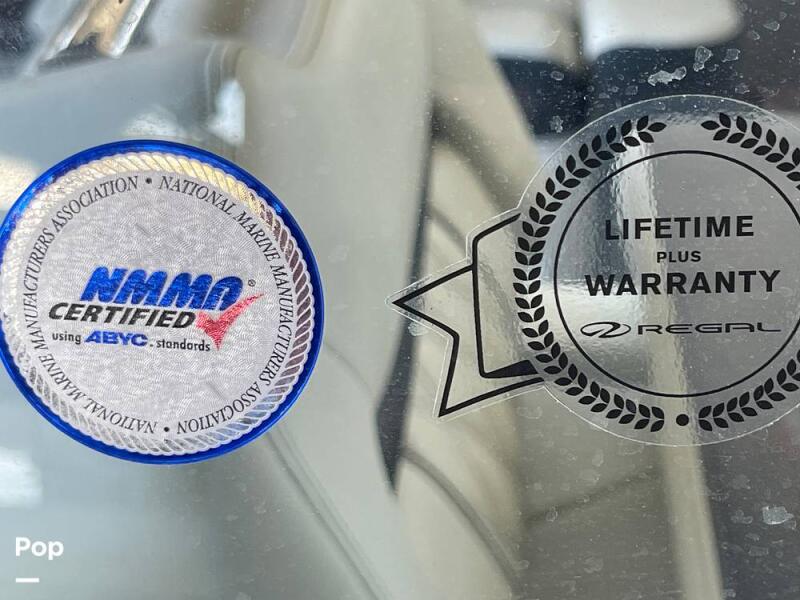 NATIONAL MARINE MANUFACTURERS ASSOCIATION • NATIONAL MARINE MANUFACTURERS ASSOCIATION •
NMMA®
CERTIFIED
using ABYC. standards
LIFETIME
PLUS
WARRANTY
REGAL
Pop